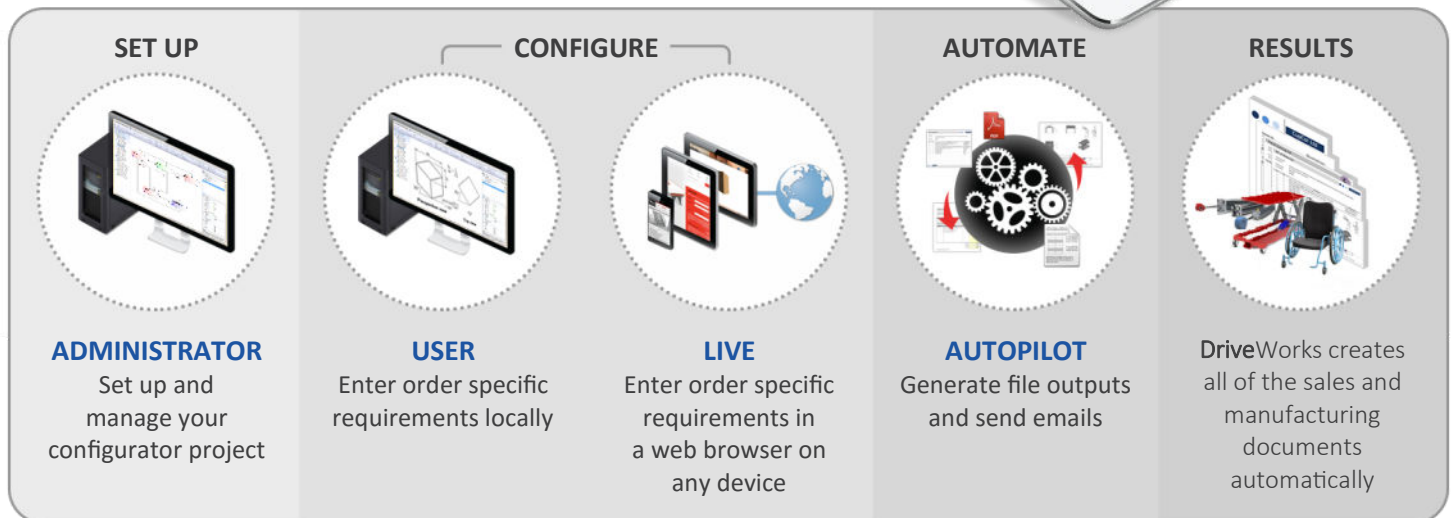 SET UP
CONFIGURE
AUTOMATE
RESULTS
ADMINISTRATOR
Set up and
manage your
configurator project
USER
Enter order specific
requirements locally
LIVE
Enter order specific
requirements in
a web browser on
any device
AUTOPILOT
Generate file outputs
and send emails
DriveWorks creates
all of the sales and
manufacturing
documents
automatically